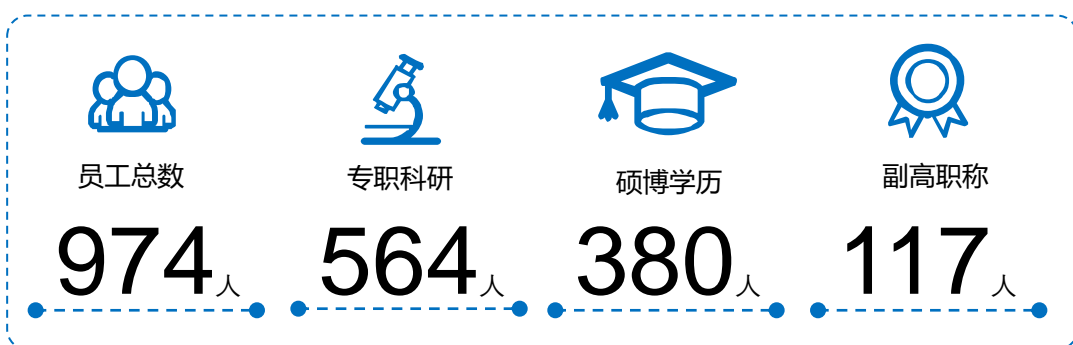 员工总数
专职科研
硕博学历
副高职称
974人
564人
380人
117人